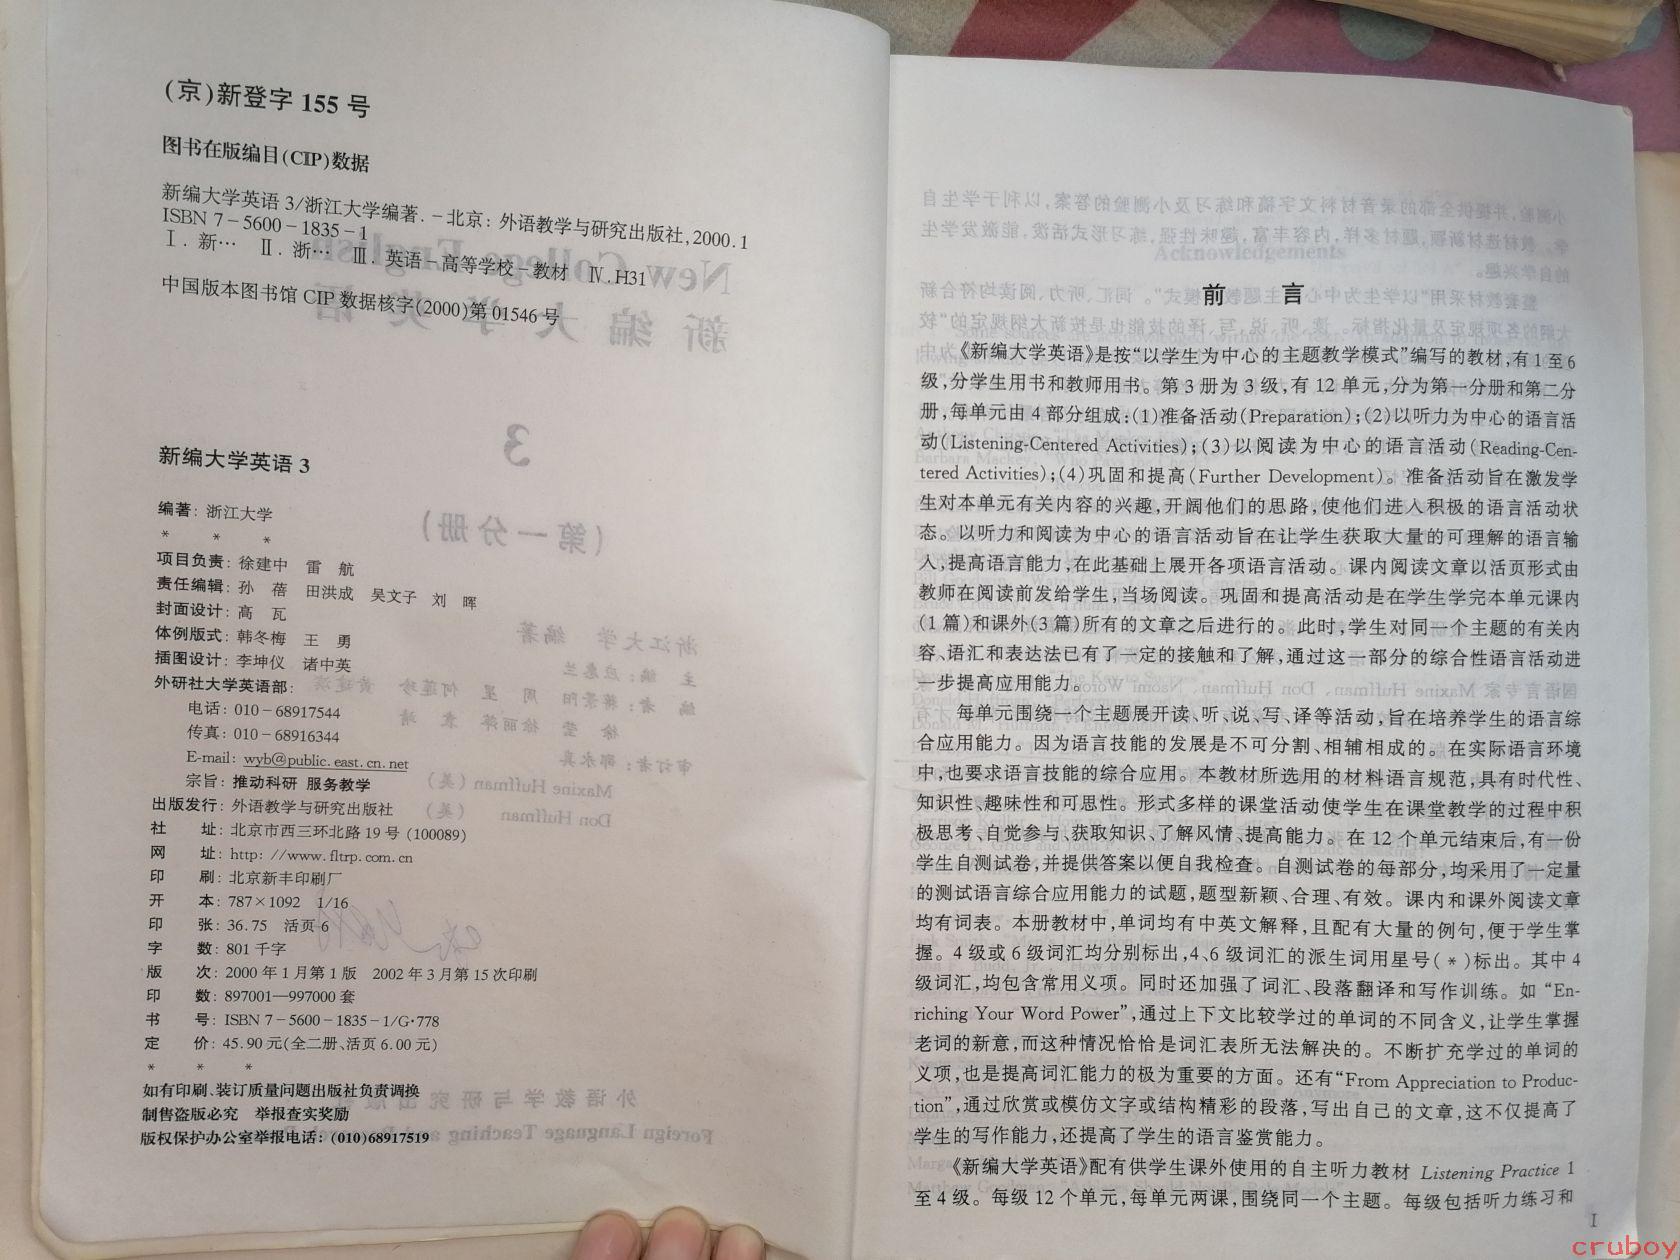 (京)新登字 155 号
图书在版编目(CIP)数据
新编大学英语 3/浙江大学编著.－北京：外语教学与研究出版社,2000.1
ISBN 7－5600－1835－1
Ⅰ. 新… Ⅱ. 浙… Ⅲ. 英语－高等学校－教材 Ⅳ. H31
中国版本图书馆 CIP 数据核字(2000)第 01546 号
新编大学英语 3
编著：浙江大学
* * *
项目负责：徐建中 雷 航
责任编辑：孙 蓓 田洪成 吴文子 刘 晖
封面设计：高 瓦
体例版式：韩冬梅 王 勇
插图设计：李坤仪 诸中英
外研社大学英语部：
电话：010－68917544
传真：010－68916344
E-mail: wyb@public.east.cn.net
宗旨：推动科研 服务教学
出版发行：外语教学与研究出版社
社 址：北京市西三环北路 19 号 (100089)
网 址：http: //www.fltrp.com.cn
印 刷：北京新丰印刷厂
开 本：787×1092 1/16
印 张：36.75 活页 6
字 数：801 千字
版 次：2000 年 1 月第 1 版 2002 年 3 月第 15 次印刷
印 数：897001—997000 套
书 号：ISBN 7－5600－1835－1/G·778
定 价：45.90 元(全二册、活页 6.00 元)
* * *
如有印刷、装订质量问题出版社负责调换
制售盗版必究 举报查实奖励
版权保护办公室举报电话：(010)68917519
前 言
《新编大学英语》是按“以学生为中心的主题教学模式”编写的教材,有 1 至 6
级,分学生用书和教师用书。第 3 册为 3 级,有 12 单元,分为第一分册和第二分
册,每单元由 4 部分组成：(1)准备活动(Preparation)；(2)以听力为中心的语言活
动(Listening-Centered Activities)；(3)以阅读为中心的语言活动(Reading-Cen-
tered Activities)；(4)巩固和提高(Further Development)。准备活动旨在激发学
生对本单元有关内容的兴趣,开阔他们的思路,使他们进入积极的语言活动状
态。以听力和阅读为中心的语言活动旨在让学生获取大量的可理解的语言输
入,提高语言能力,在此基础上展开各项语言活动。课内阅读文章以活页形式由
教师在阅读前发给学生,当场阅读。巩固和提高活动是在学生学完本单元课内
(1 篇)和课外(3 篇)所有的文章之后进行的。此时,学生对同一个主题的有关内
容、语汇和表达法已有了一定的接触和了解,通过这一部分的综合性语言活动进
一步提高应用能力。
每单元围绕一个主题展开读、听、说、写、译等活动,旨在培养学生的语言综
合应用能力。因为语言技能的发展是不可分割、相辅相成的。在实际语言环境
中,也要求语言技能的综合应用。本教材所选用的材料语言规范,具有时代性、
知识性、趣味性和可思性。形式多样的课堂活动使学生在课堂教学的过程中积
极思考、自觉参与、获取知识、了解风情、提高能力。在 12 个单元结束后,有一份
学生自测试卷,并提供答案以便自我检查。自测试卷的每部分,均采用了一定量
的测试语言综合应用能力的试题,题型新颖、合理、有效。课内和课外阅读文章
均有词表。本册教材中,单词均有中英文解释,且配有大量的例句,便于学生掌
握。4 级或 6 级词汇均分别标出,4、6 级词汇的派生词用星号(*)标出。其中 4
级词汇,均包含常用义项。同时还加强了词汇、段落翻译和写作训练。如 “En-
riching Your Word Power”,通过上下文比较学过的单词的不同含义,让学生掌握
老词的新意,而这种情况恰恰是词汇表所无法解决的。不断扩充学过的单词的
义项,也是提高词汇能力的极为重要的方面。还有“From Appreciation to Produc-
tion”,通过欣赏或模仿文字或结构精彩的段落,写出自己的文章,这不仅提高了
学生的写作能力,还提高了学生的语言鉴赏能力。
《新编大学英语》配有供学生课外使用的自主听力教材 Listening Practice 1
至 4 级。每级 12 个单元,每单元两课,围绕同一个主题。每级包括听力练习和
I
cruboy